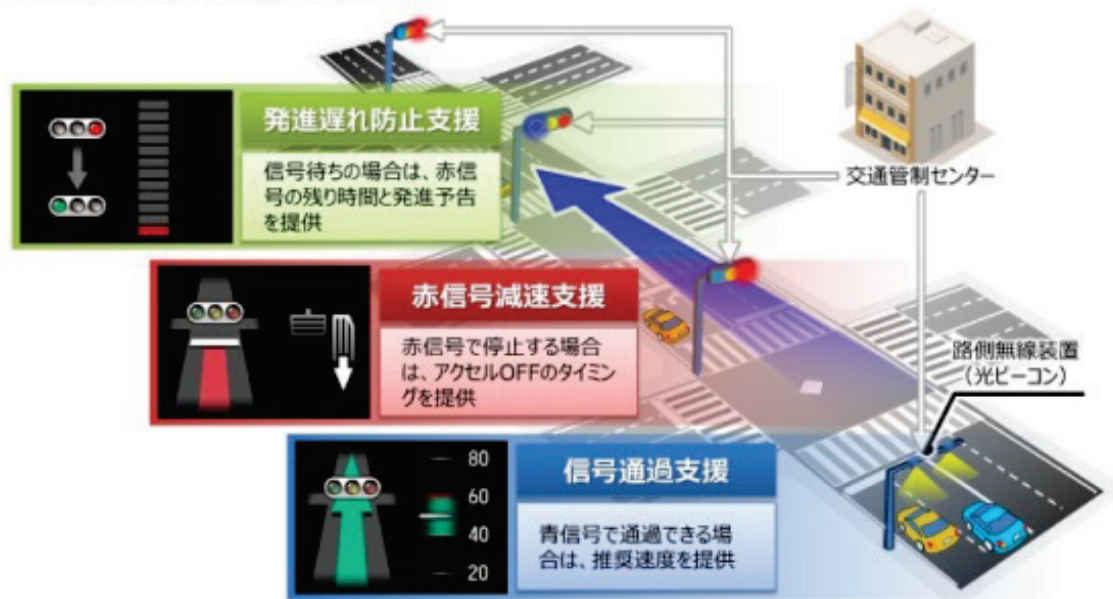 発進遅れ防止支援
信号待ちの場合は、赤信
号の残り時間と発進予告
を提供
交通管制センター
赤信号減速支援
赤信号で停止する場合
は、アクセルOFFのタイミン
グを提供
路側無線装置
（光ビーコン）
80
60
40
20
信号通過支援
青信号で通過できる場
合は、推奨速度を提供